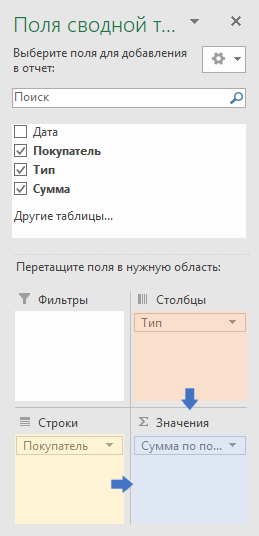 Поля сводной т...
Выберите поля для добавления
в отчет:
Поиск
Дата
Покупатель
Тип
Сумма
Другие таблицы...
Перетащите поля в нужную область:
Фильтры
Столбцы
Тип
Строки
Σ Значения
Покупатель
Сумма по по...